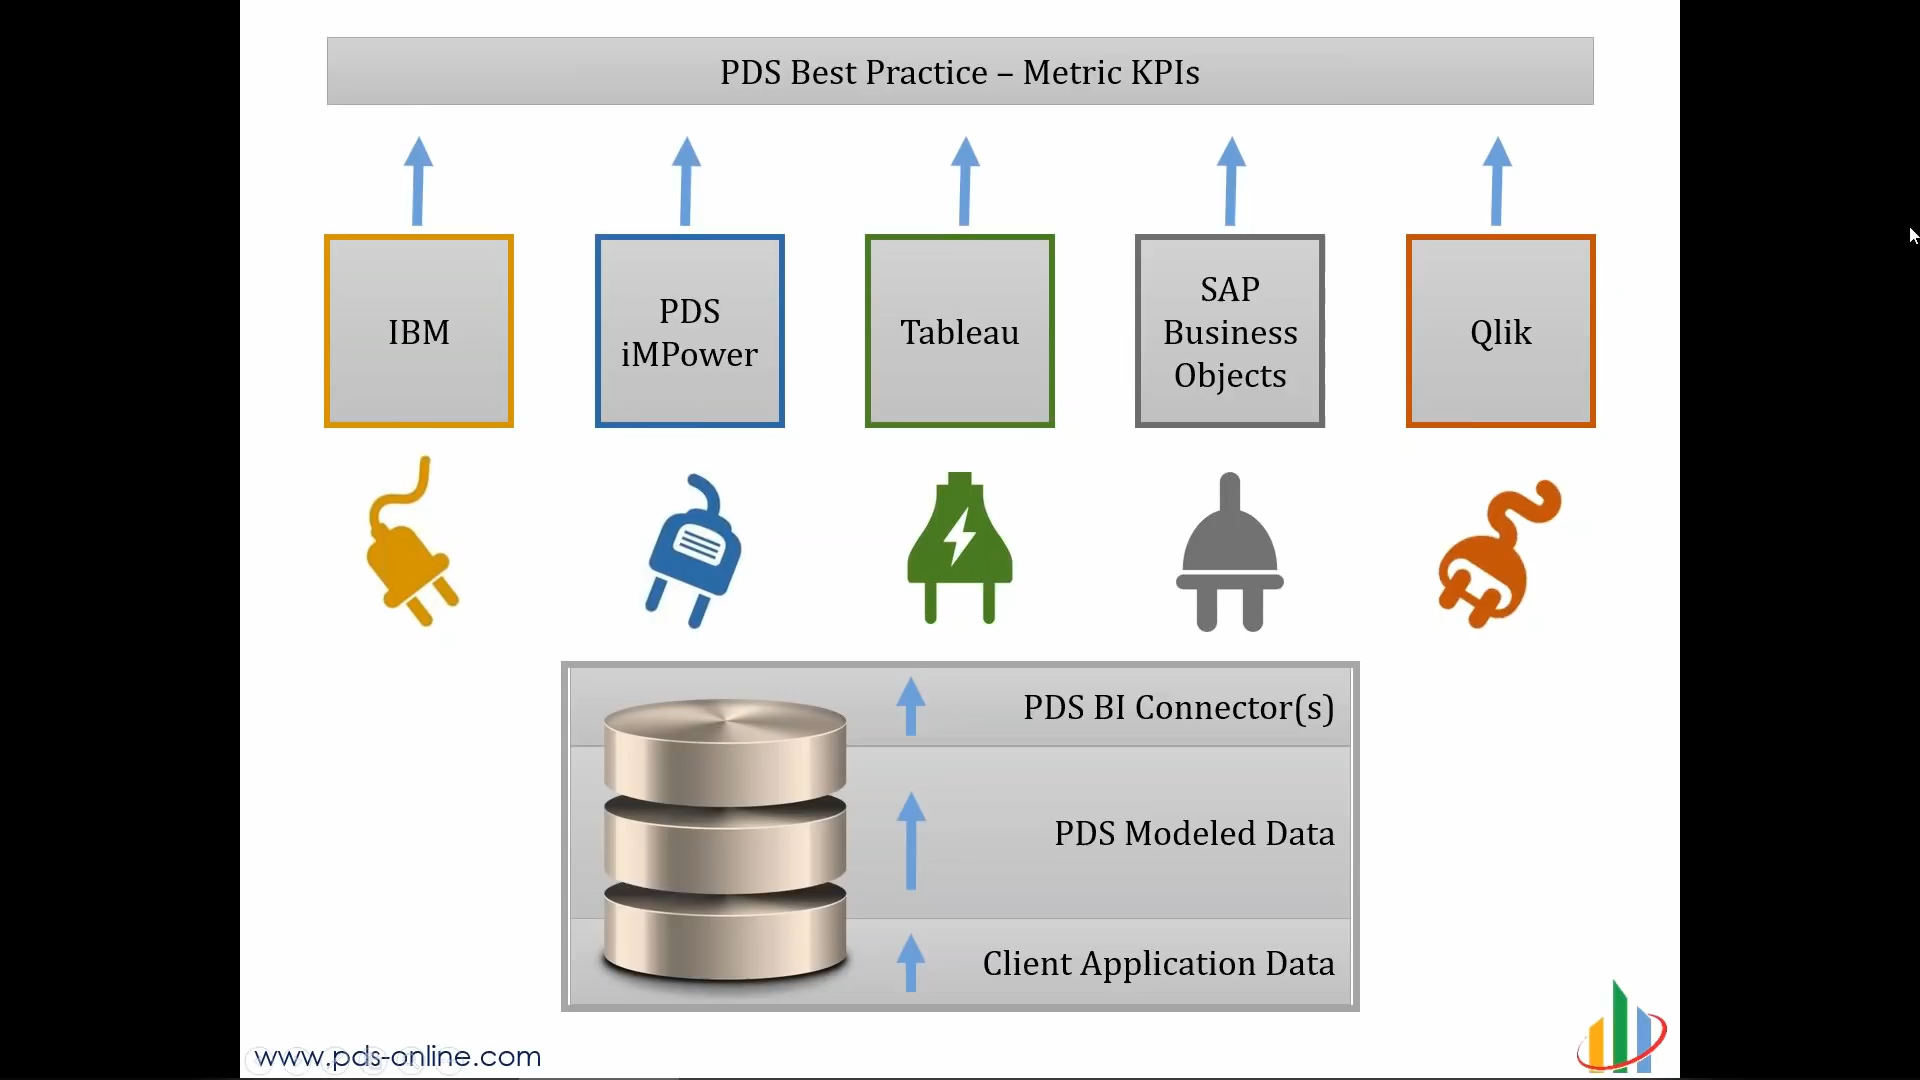 PDS Best Practice – Metric KPIs
IBM
PDS
iMPower
Tableau
SAP
Business
Objects
Qlik
PDS BI Connector(s)
PDS Modeled Data
Client Application Data
www.pds-online.com